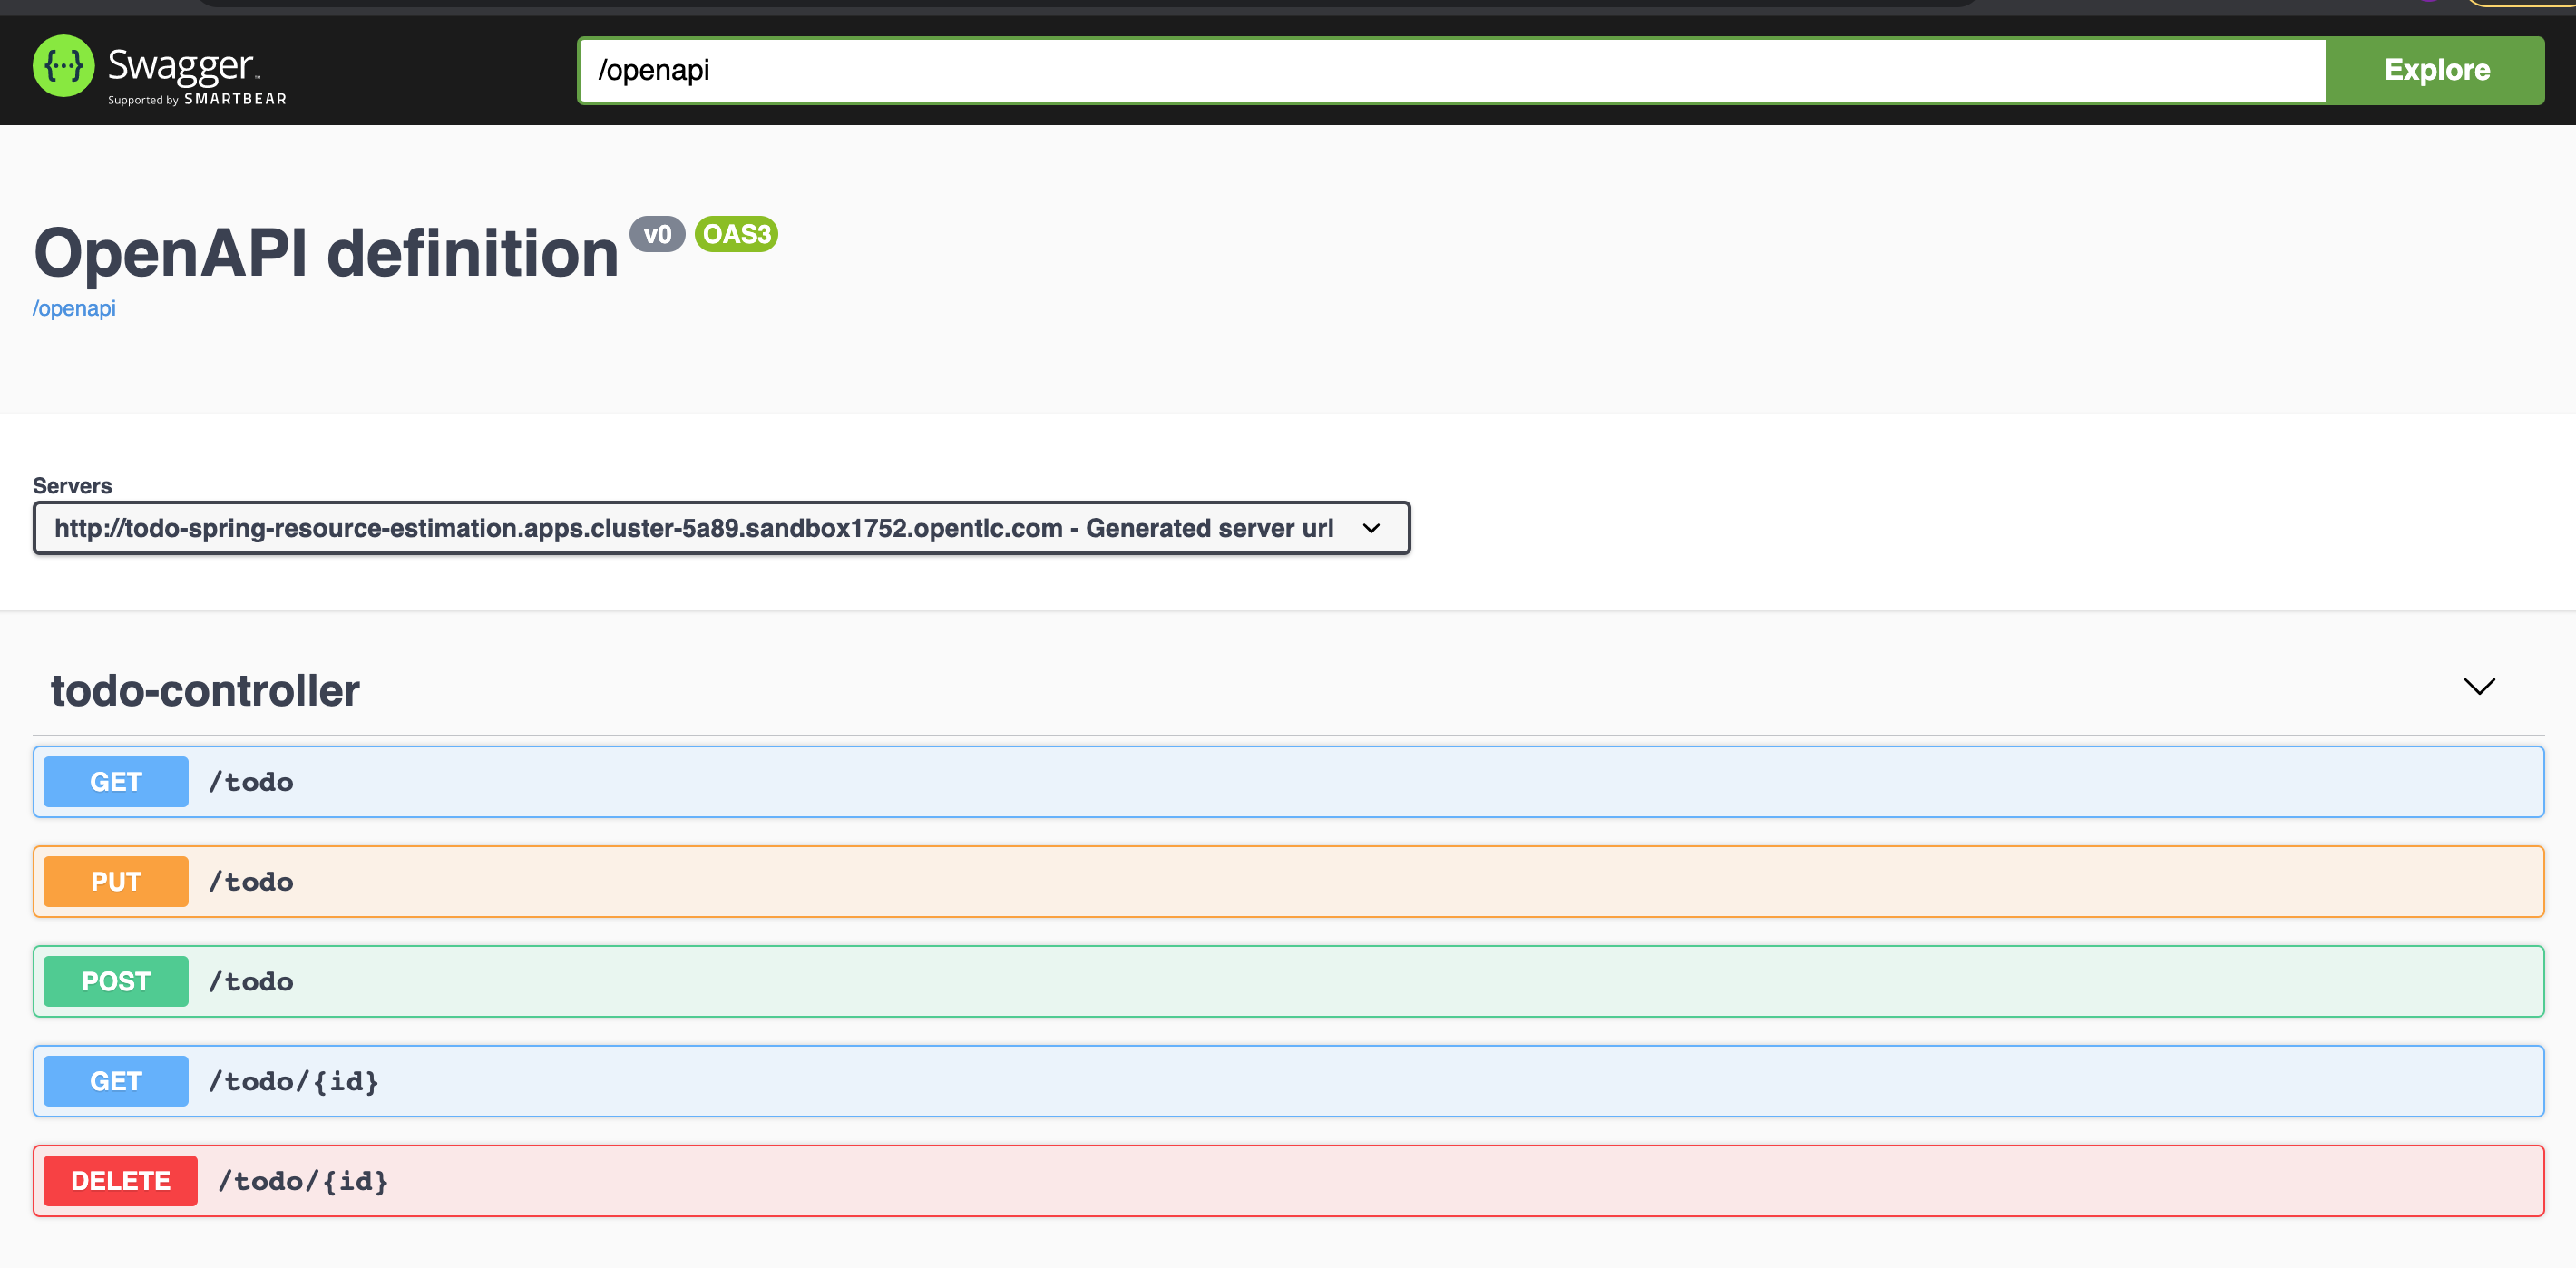 {···} Swagger™
Supported by SMARTBEAR
/openapi
Explore
OpenAPI definition v0 OAS3
/openapi
Servers
http://todo-spring-resource-estimation.apps.cluster-5a89.sandbox1752.opentlc.com - Generated server url
todo-controller
GET /todo
PUT /todo
POST /todo
GET /todo/{id}
DELETE /todo/{id}